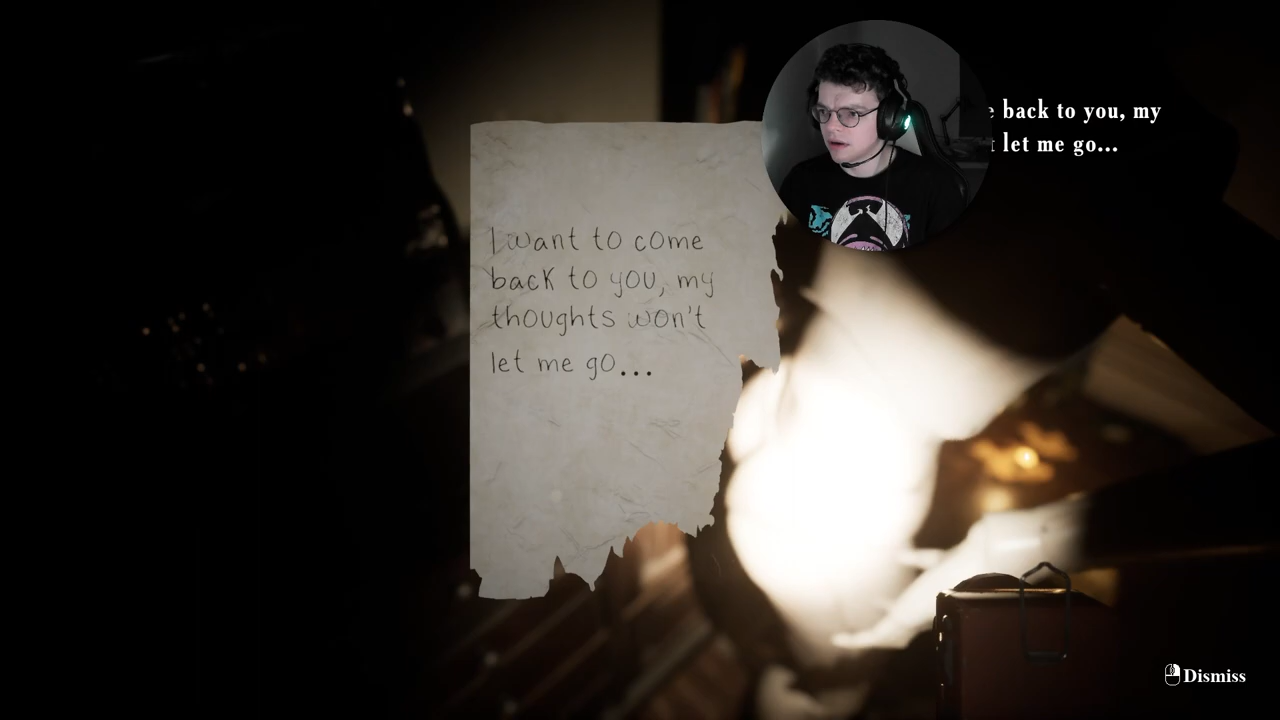 I want to come
back to you, my
thoughts won't
let me go...
back to you, my
let me go...
Dismiss